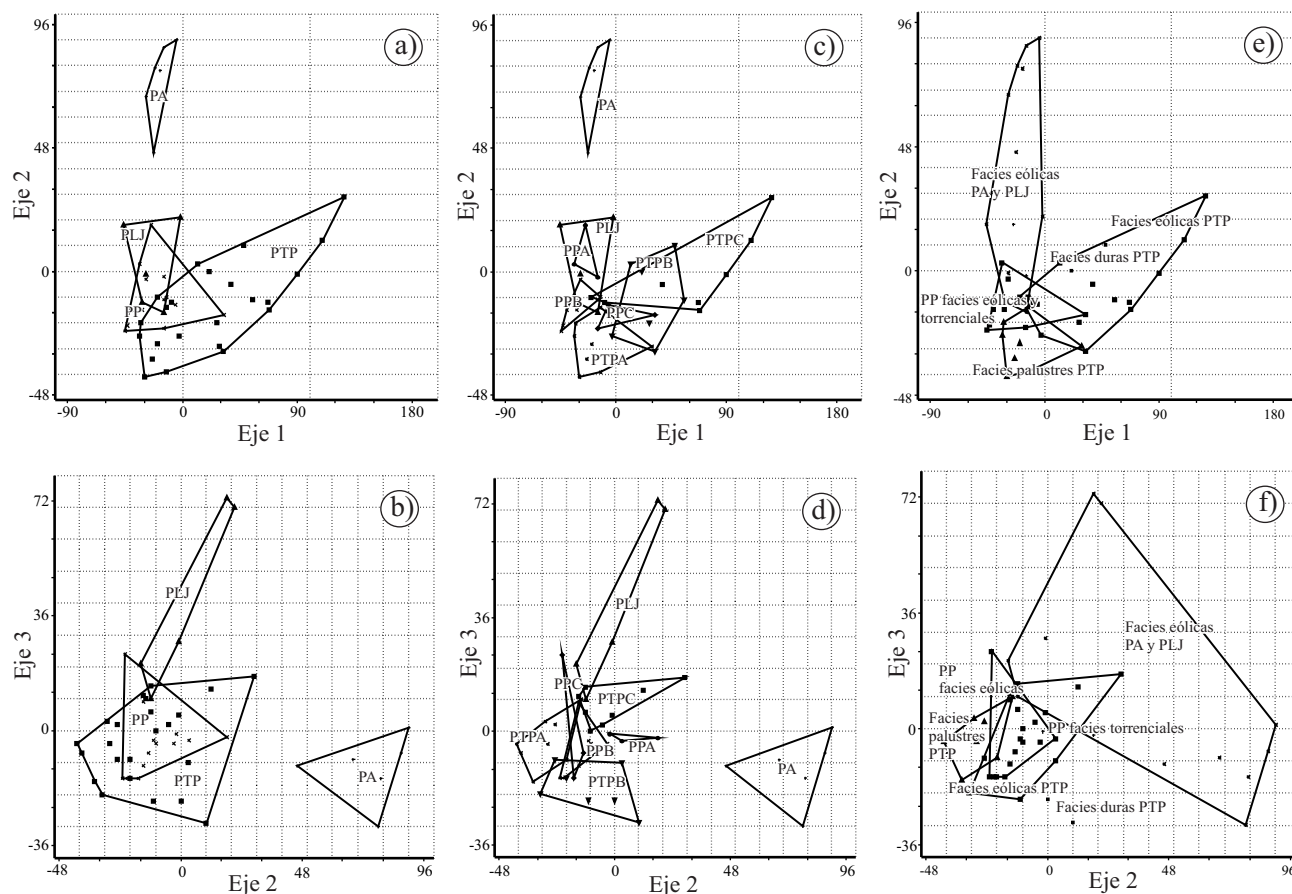 a)
96
48
0
-48
-90
0
90
180
Eje 2
Eje 1
PA
PLJ
PTP
PP
c)
96
48
0
-48
-90
0
90
180
Eje 2
Eje 1
PA
PLJ
PPA
PTPC
PTPB
PPB
PPC
PTPA
e)
96
48
0
-48
-90
0
90
180
Eje 2
Eje 1
Facies eólicas
PA y PLJ
Facies eólicas PTP
Facies duras PTP
PP facies eólicas y
torrenciales
Facies palustres PTP
b)
72
36
0
-36
-48
0
48
96
Eje 3
Eje 2
PLJ
PP
PTP
PA
d)
72
36
0
-36
-48
0
48
96
Eje 3
Eje 2
PLJ
PPC
PTPC
PTPA
PPB
PPA
PTPB
PA
f)
72
36
0
-36
-48
0
48
96
Eje 3
Eje 2
Facies eólicas
PA y PLJ
PP
facies eólicas
Facies
palustres
PTP
PP facies torrenciales
Facies eólicas PTP
Facies duras PTP